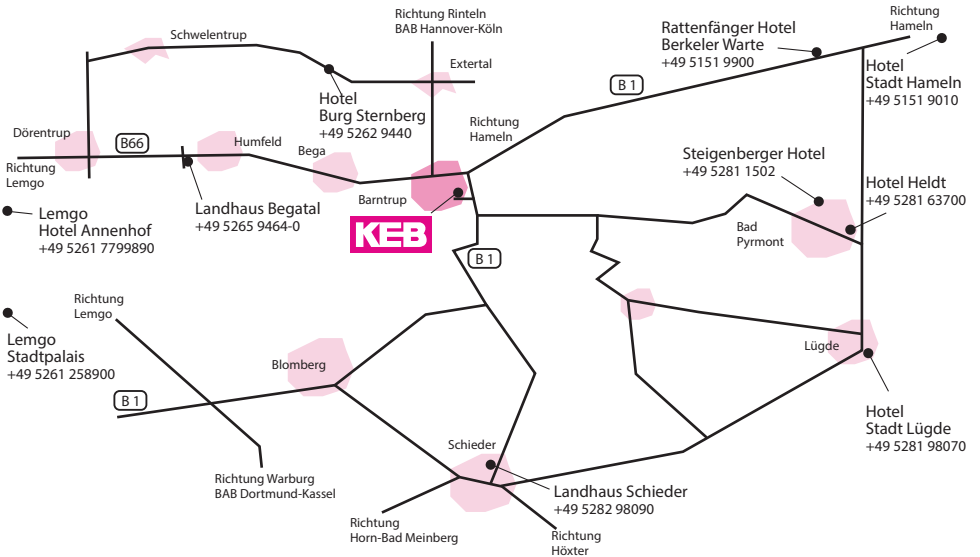 Richtung Rinteln
BAB Hannover-Köln
Schwelentrup
Extertal
Rattenfänger Hotel
Berkeler Warte
+49 5151 9900
Richtung
Hameln
Hotel
Stadt Hameln
+49 5151 9010
B 1
Hotel
Burg Sternberg
+49 5262 9440
Richtung
Hameln
Dörentrup
B66
Humfeld
Bega
Richtung
Lemgo
Barntrup
KEB
Landhaus Begatal
+49 5265 9464-0
Lemgo
Hotel Annenhof
+49 5261 7799890
Steigenberger Hotel
+49 5281 1502
Hotel Heldt
+49 5281 63700
Bad
Pyrmont
B 1
Richtung
Lemgo
Lemgo
Stadtpalais
+49 5261 258900
Blomberg
B 1
Lügde
Hotel
Stadt Lügde
+49 5281 98070
Schieder
Richtung Warburg
BAB Dortmund-Kassel
Landhaus Schieder
+49 5282 98090
Richtung
Horn-Bad Meinberg
Richtung
Höxter